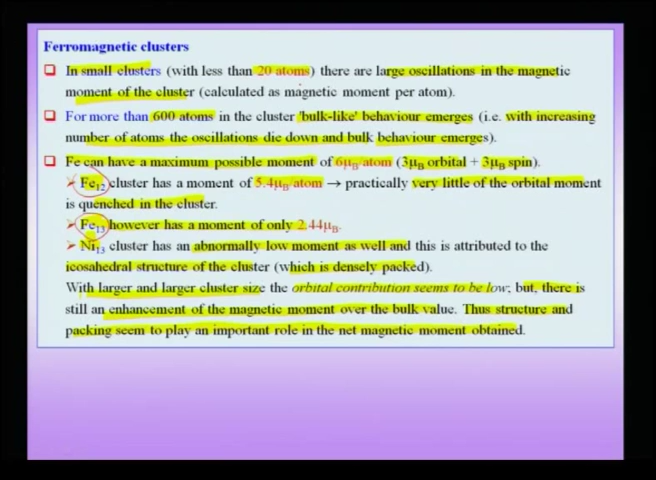 Ferromagnetic clusters
❑ In small clusters (with less than 20 atoms) there are large oscillations in the magnetic
moment of the cluster (calculated as magnetic moment per atom).
❑ For more than 600 atoms in the cluster 'bulk-like' behaviour emerges (i.e. with increasing
number of atoms the oscillations die down and bulk behaviour emerges).
❑ Fe can have a maximum possible moment of 6μB/atom (3μB orbital + 3μB spin).
➢ Fe12 cluster has a moment of 5.4μB/atom → practically very little of the orbital moment
is quenched in the cluster.
➢ Fe13 however has a moment of only 2.44μB.
➢ Ni13 cluster has an abnormally low moment as well and this is attributed to the
icosahedral structure of the cluster (which is densely packed).
With larger and larger cluster size the orbital contribution seems to be low; but, there is
still an enhancement of the magnetic moment over the bulk value. Thus structure and
packing seem to play an important role in the net magnetic moment obtained.